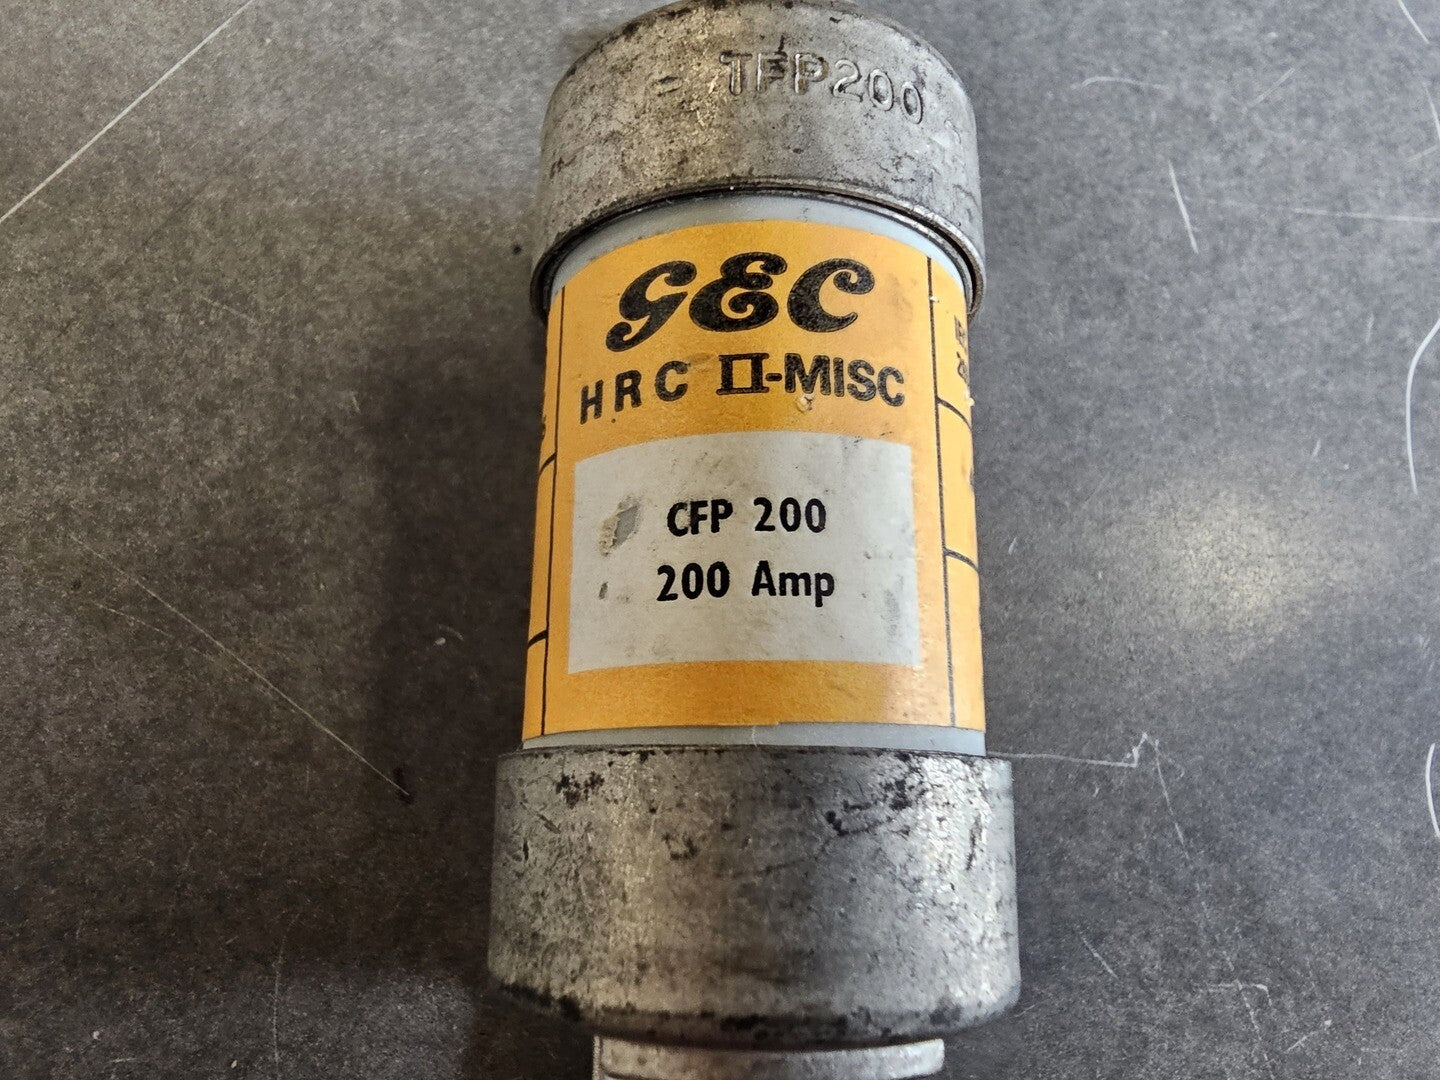 TFP200
GEC
HRC II-MISC
CFP 200
200 Amp